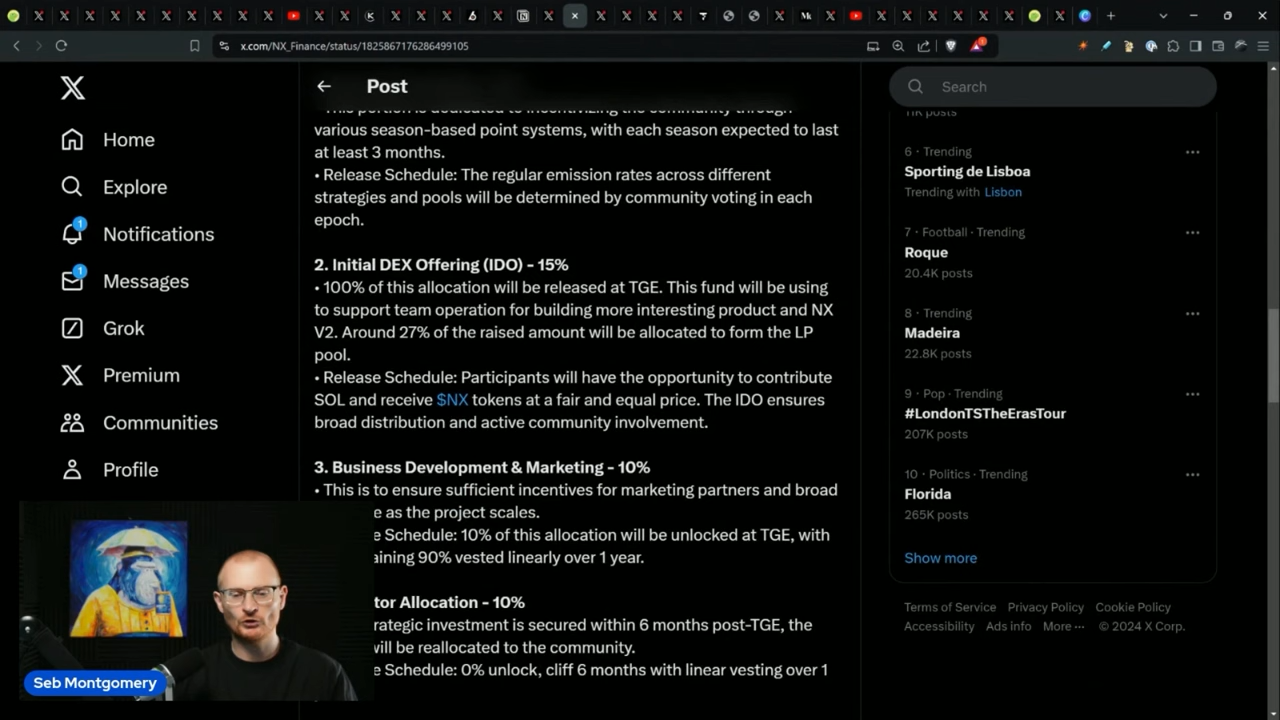 x.com/NX_Finance/status/1825867176286499105
Post
Search
Home
Explore
1
Notifications
1
Messages
Grok
Premium
Communities
Profile
various season-based point systems, with each season expected to last
at least 3 months.
• Release Schedule: The regular emission rates across different
strategies and pools will be determined by community voting in each
epoch.
2. Initial DEX Offering (IDO) - 15%
• 100% of this allocation will be released at TGE. This fund will be using
to support team operation for building more interesting product and NX
V2. Around 27% of the raised amount will be allocated to form the LP
pool.
• Release Schedule: Participants will have the opportunity to contribute
SOL and receive $NX tokens at a fair and equal price. The IDO ensures
broad distribution and active community involvement.
3. Business Development & Marketing - 10%
• This is to ensure sufficient incentives for marketing partners and broad
e as the project scales.
e Schedule: 10% of this allocation will be unlocked at TGE, with
aining 90% vested linearly over 1 year.
tor Allocation - 10%
rategic investment is secured within 6 months post-TGE, the
will be reallocated to the community.
e Schedule: 0% unlock, cliff 6 months with linear vesting over 1
6 · Trending
Sporting de Lisboa
Trending with Lisbon
7 · Football · Trending
Roque
20.4K posts
8 · Trending
Madeira
22.8K posts
9 · Pop · Trending
#LondonTSTheErasTour
207K posts
10 · Politics · Trending
Florida
265K posts
Show more
Terms of Service Privacy Policy Cookie Policy
Accessibility Ads info More ··· © 2024 X Corp.
Seb Montgomery